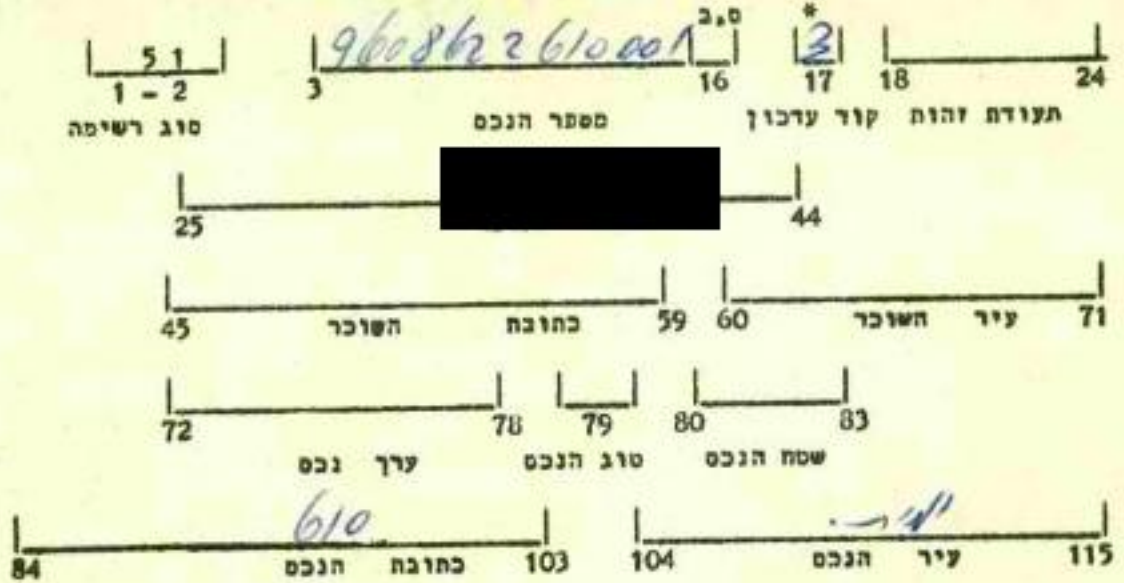 51 960862261000 ס.ב * 3
1 - 2 3 16 17 18 24
סוג רשימה מספר הנכס קוד עדכון תעודת זהות
25 44
45 כתובת השוכר 59 60 עיר השוכר 71
72 78 79 80 83
ערך נכס סוג הנכס שטח הנכס
610
84 כתובת הנכס 103 104 עיר הנכס 115